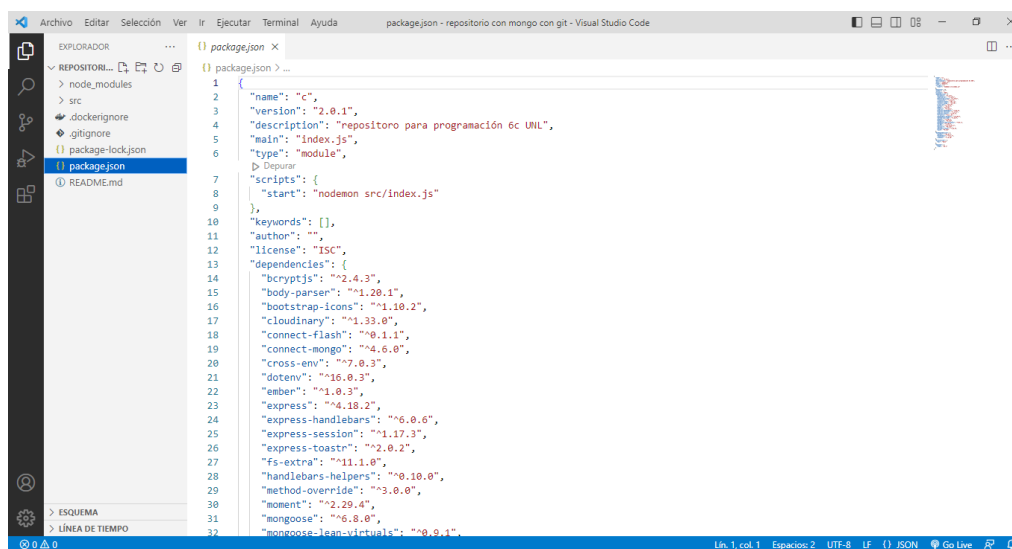 Archivo Editar Selección Ver Ir Ejecutar Terminal Ayuda package.json - repositorio con mongo con git - Visual Studio Code
EXPLORADOR ...
REPOSITORI...
node_modules
src
.dockerignore
.gitignore
{} package-lock.json
{} package.json
README.md
ESQUEMA
LÍNEA DE TIEMPO
{} package.json ×
{} package.json > ...
1 {
2 "name": "c",
3 "version": "2.0.1",
4 "description": "repositoro para programación 6c UNL",
5 "main": "index.js",
6 "type": "module",
Depurar
7 "scripts": {
8 "start": "nodemon src/index.js"
9 },
10 "keywords": [],
11 "author": "",
12 "license": "ISC",
13 "dependencies": {
14 "bcryptjs": "^2.4.3",
15 "body-parser": "^1.20.1",
16 "bootstrap-icons": "^1.10.2",
17 "cloudinary": "^1.33.0",
18 "connect-flash": "^0.1.1",
19 "connect-mongo": "^4.6.0",
20 "cross-env": "^7.0.3",
21 "dotenv": "^16.0.3",
22 "ember": "^1.0.3",
23 "express": "^4.18.2",
24 "express-handlebars": "^6.0.6",
25 "express-session": "^1.17.3",
26 "express-toastr": "^2.0.2",
27 "fs-extra": "^11.1.0",
28 "handlebars-helpers": "^0.10.0",
29 "method-override": "^3.0.0",
30 "moment": "^2.29.4",
31 "mongoose": "^6.8.0",
32 "mongoose-lean-virtuals": "^0.9.1",
0 0 Lín. 1, col. 1 Espacios: 2 UTF-8 LF {} JSON Go Live